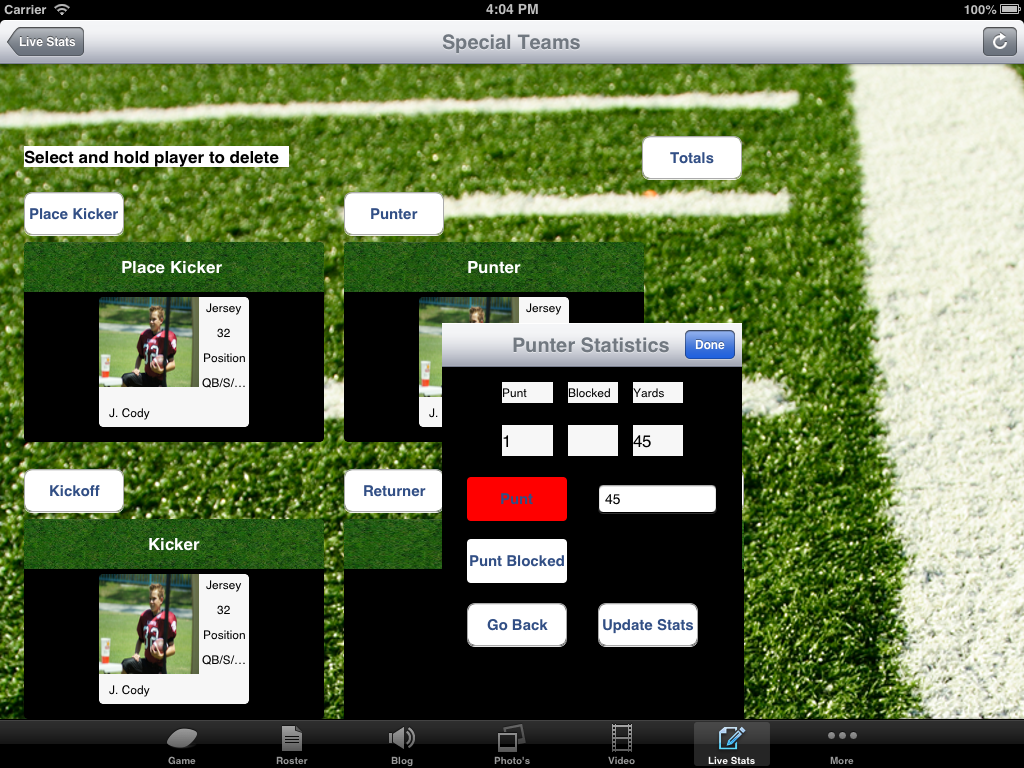 Carrier 4:04 PM 100%
Live Stats Special Teams
Select and hold player to delete
Totals
Place Kicker
Punter
Place Kicker
Jersey
32
Position
QB/S/...
J. Cody
Punter
Jersey
J.
Punter Statistics Done
Punt Blocked Yards
1 45
Punt 45
Punt Blocked
Go Back Update Stats
Kickoff
Returner
Kicker
Jersey
32
Position
QB/S/...
J. Cody
Game Roster Blog Photo's Video Live Stats More